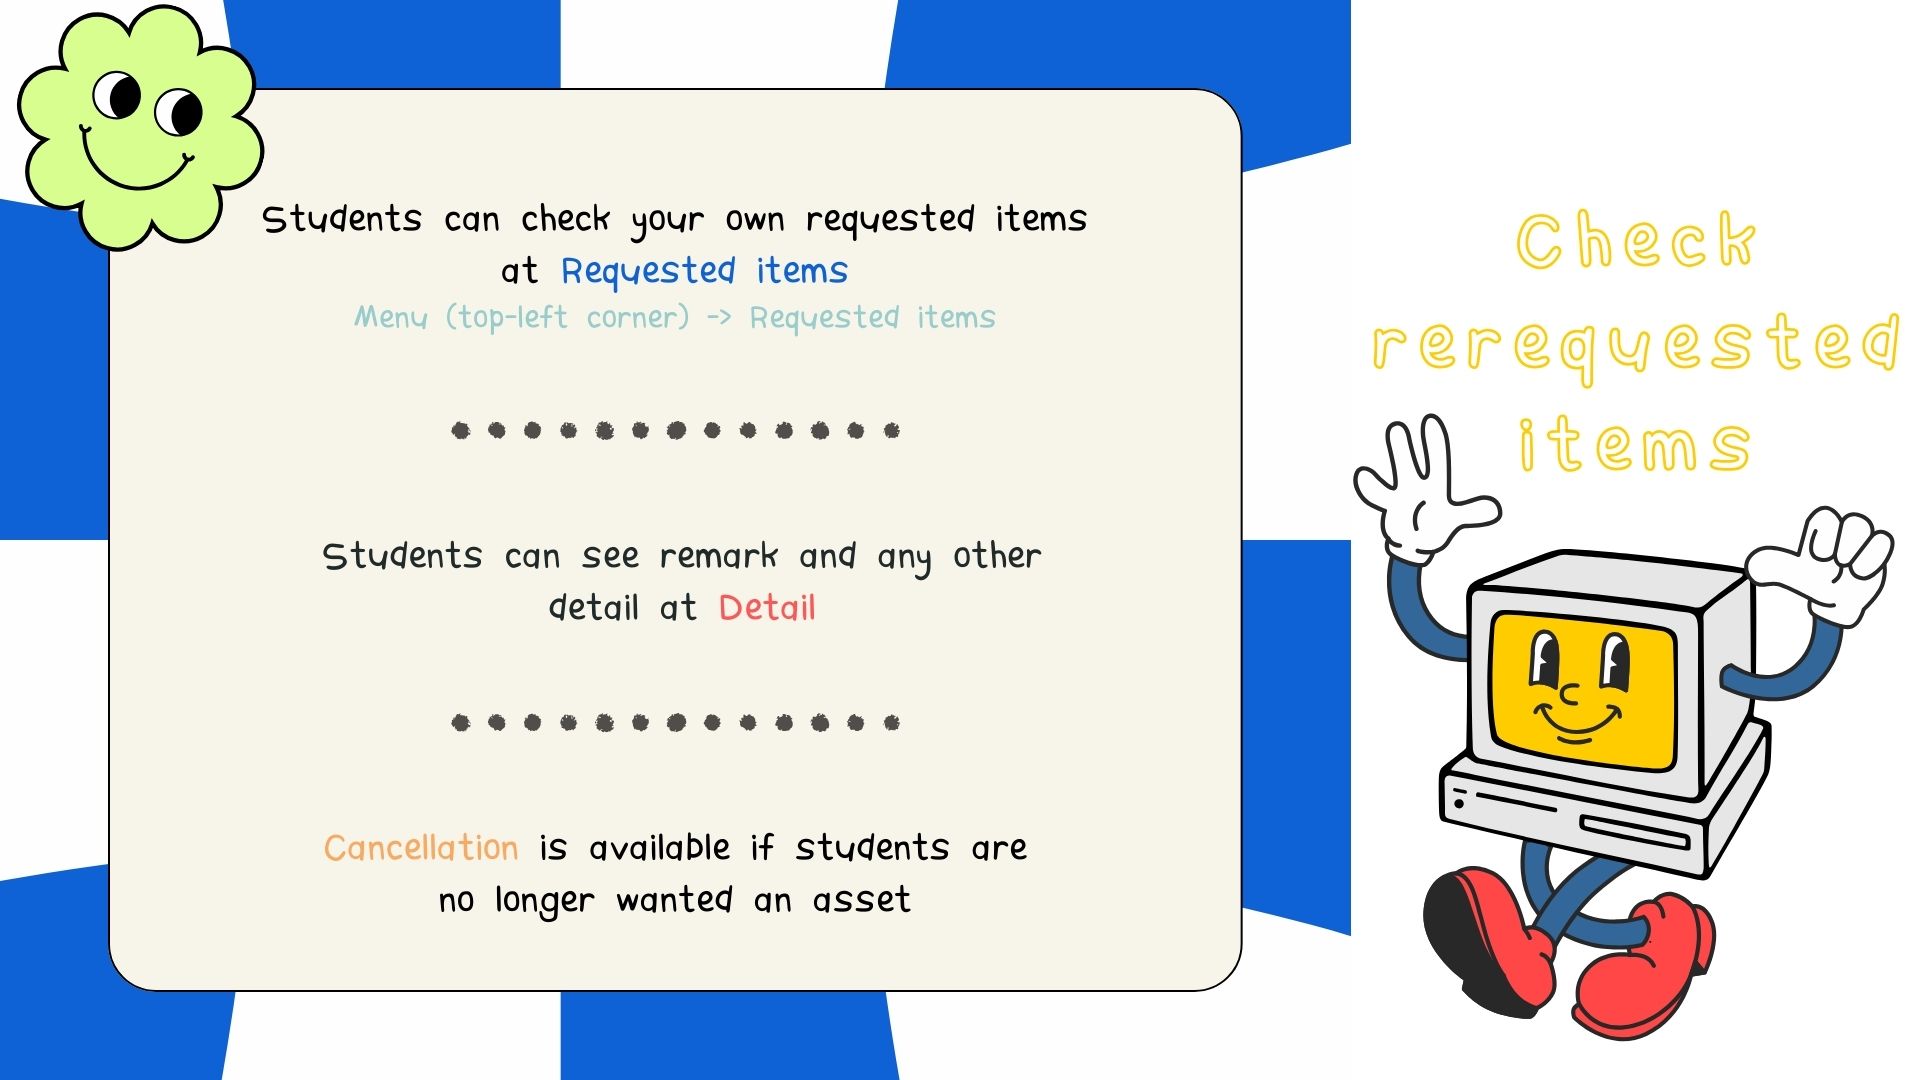 Students can check your own requested items
at Requested items
Menu (top-left corner) -> Requested items
Students can see remark and any other
detail at Detail
Cancellation is available if students are
no longer wanted an asset
Check
rerequested
items